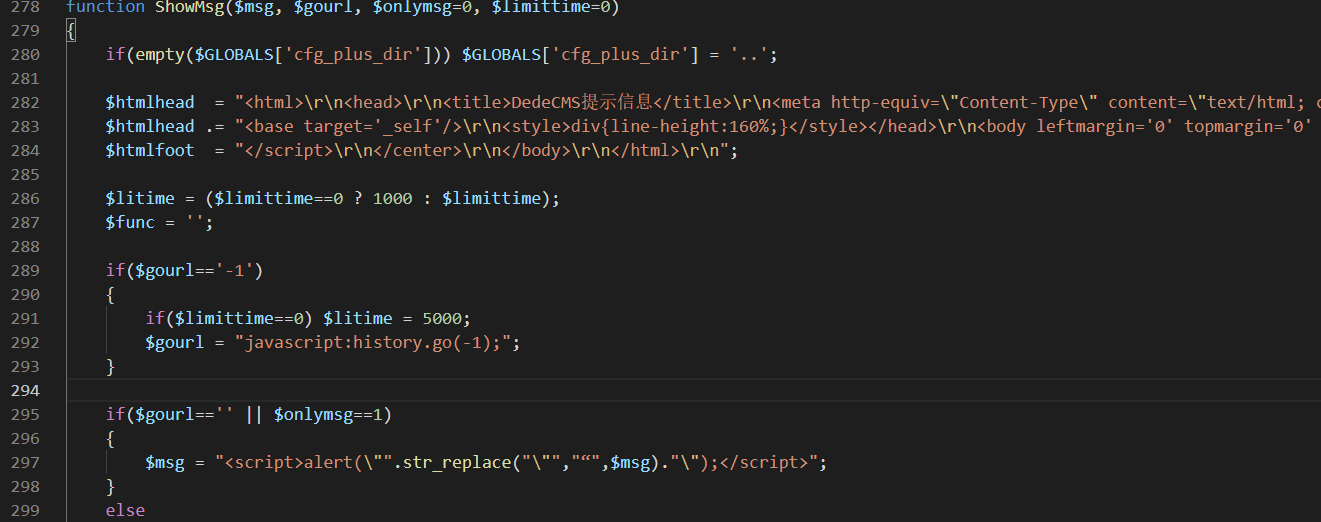 278 function ShowMsg($msg, $gourl, $onlymsg=0, $limittime=0)
279 {
280 if(empty($GLOBALS['cfg_plus_dir'])) $GLOBALS['cfg_plus_dir'] = '..';
281
282 $htmlhead  = "<html>\r\n<head>\r\n<title>DedeCMS提示信息</title>\r\n<meta http-equiv=\"Content-Type\" content=\"text/html;
283 $htmlhead .= "<base target='_self'/>\r\n<style>div{line-height:160%;}</style></head>\r\n<body leftmargin='0' topmargin='0'
284 $htmlfoot  = "</script>\r\n</center>\r\n</body>\r\n</html>\r\n";
285
286 $litime = ($limittime==0 ? 1000 : $limittime);
287 $func = '';
288
289 if($gourl=='-1')
290 {
291 if($limittime==0) $litime = 5000;
292 $gourl = "javascript:history.go(-1);";
293 }
294
295 if($gourl=='' || $onlymsg==1)
296 {
297 $msg = "<script>alert(\"".str_replace("\"","“",$msg)."\");</script>";
298 }
299 else